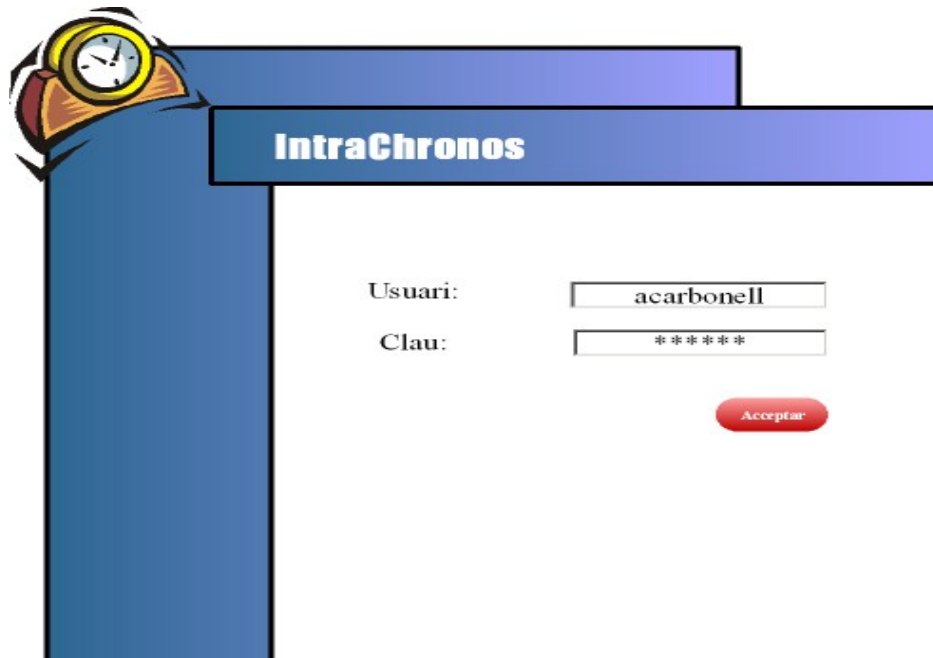 IntraChronos
Usuari: acarbonell
Clau: ******
Acceptar